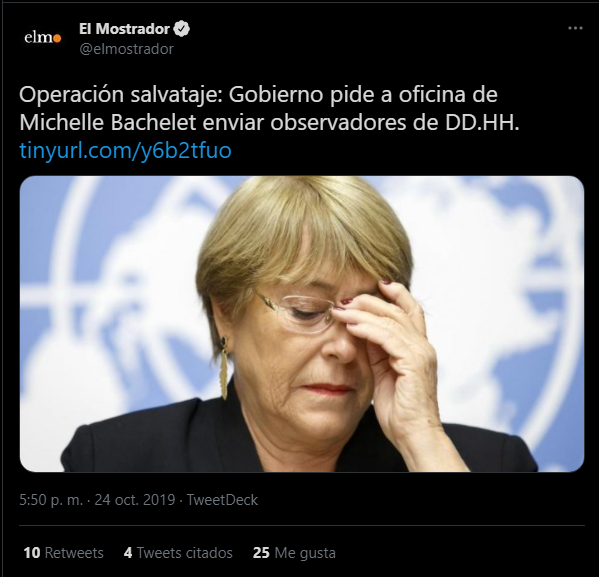 elmo
El Mostrador
@elmostrador
Operación salvataje: Gobierno pide a oficina de
Michelle Bachelet enviar observadores de DD.HH.
tinyurl.com/y6b2tfuo
5:50 p. m. · 24 oct. 2019 · TweetDeck
10 Retweets 4 Tweets citados 25 Me gusta